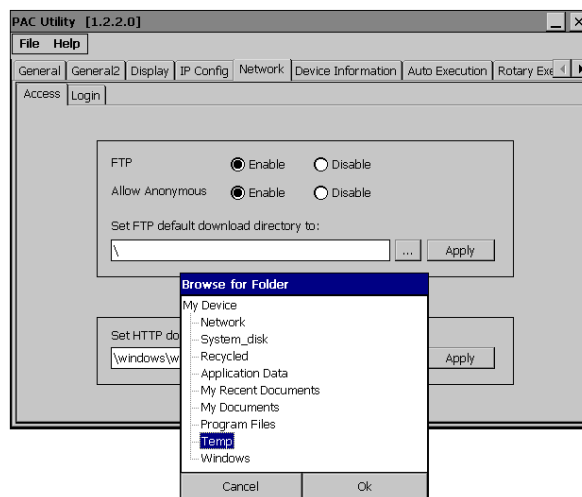 PAC Utility [1.2.2.0]
File Help
General General2 Display IP Config Network Device Information Auto Execution Rotary Exe
Access Login
FTP Enable Disable
Allow Anonymous Enable Disable
Set FTP default download directory to:
\ ... Apply
Browse for Folder
My Device
Network
System_disk
Recycled
Application Data
My Recent Documents
My Documents
Program Files
Temp
Windows
Cancel Ok
Set HTTP do
\windows\w Apply